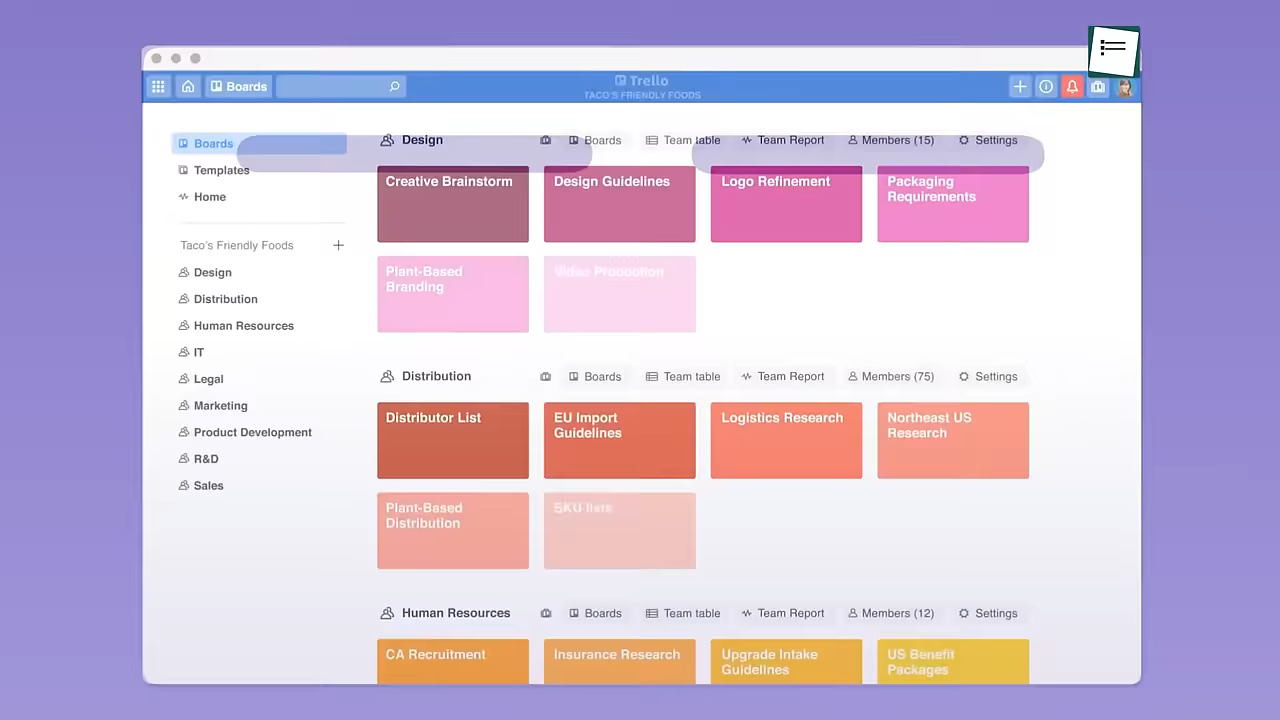 Boards
Trello
TACO'S FRIENDLY FOODS
Boards
Templates
Home
Taco's Friendly Foods
Design
Distribution
Human Resources
IT
Legal
Marketing
Product Development
R&D
Sales
Design
Boards
Team table
Team Report
Members (15)
Settings
Creative Brainstorm
Design Guidelines
Logo Refinement
Packaging
Requirements
Plant-Based
Branding
Video
Distribution
Boards
Team table
Team Report
Members (75)
Settings
Distributor List
EU Import
Guidelines
Logistics Research
Northeast US
Research
Plant-Based
Distribution
SKU lists
Human Resources
Boards
Team table
Team Report
Members (12)
Settings
CA Recruitment
Insurance Research
Upgrade Intake
Guidelines
US Benefit
Packages